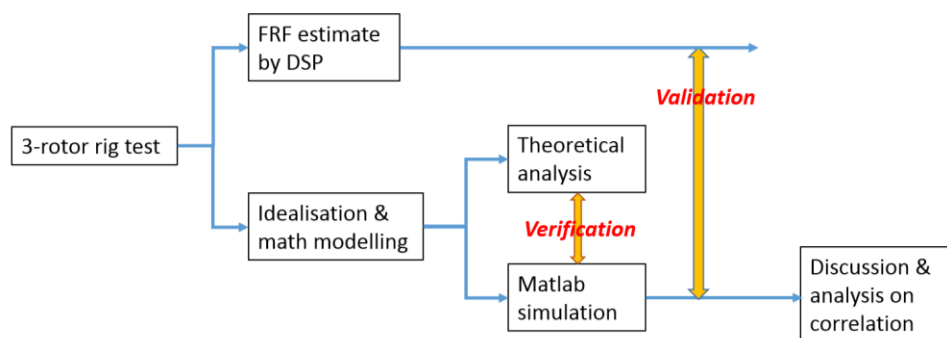 FRF estimate
by DSP
Validation
3-rotor rig test
Theoretical
analysis
Idealisation &
math modelling
Verification
Matlab
simulation
Discussion &
analysis on
correlation